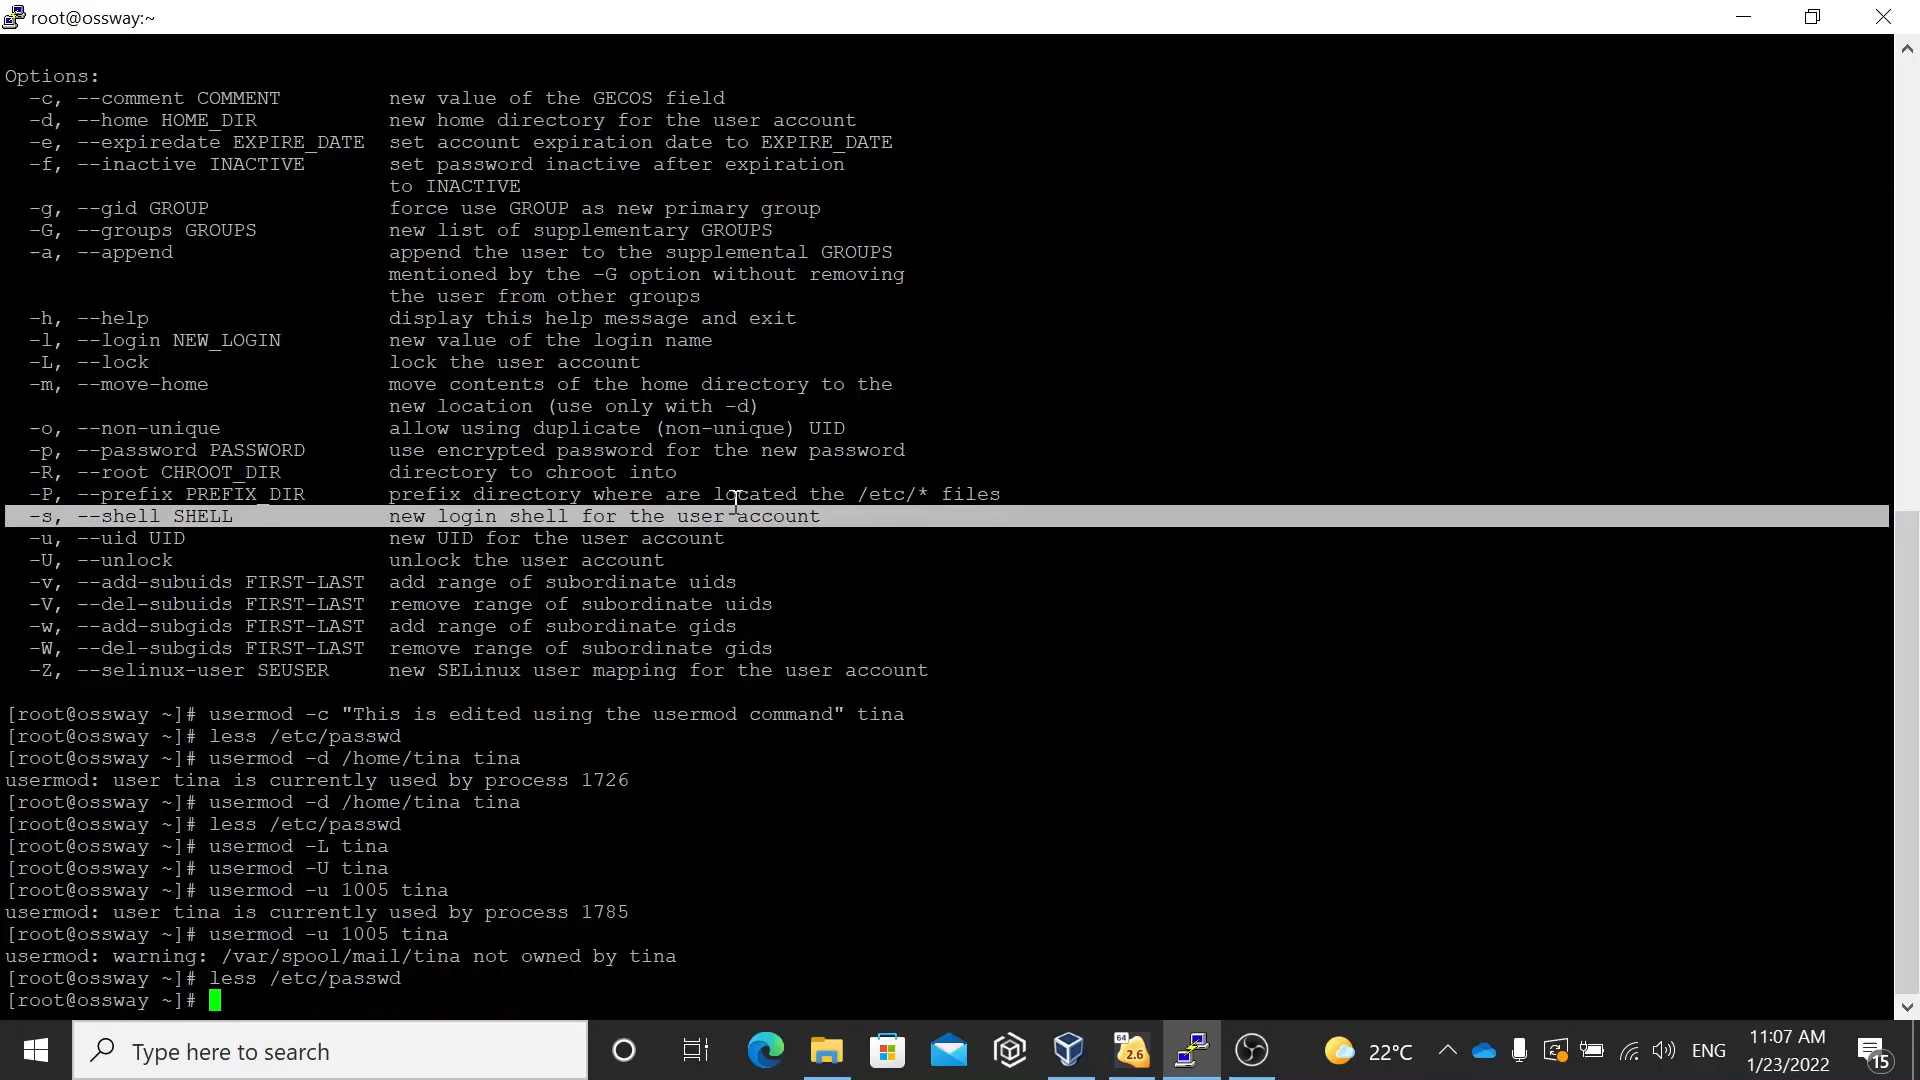 root@ossway:~
Options:
  -c, --comment COMMENT         new value of the GECOS field
  -d, --home HOME_DIR           new home directory for the user account
  -e, --expiredate EXPIRE_DATE  set account expiration date to EXPIRE_DATE
  -f, --inactive INACTIVE       set password inactive after expiration
                                to INACTIVE
  -g, --gid GROUP               force use GROUP as new primary group
  -G, --groups GROUPS           new list of supplementary GROUPS
  -a, --append                  append the user to the supplemental GROUPS
                                mentioned by the -G option without removing
                                the user from other groups
  -h, --help                    display this help message and exit
  -l, --login NEW_LOGIN         new value of the login name
  -L, --lock                    lock the user account
  -m, --move-home               move contents of the home directory to the
                                new location (use only with -d)
  -o, --non-unique              allow using duplicate (non-unique) UID
  -p, --password PASSWORD       use encrypted password for the new password
  -R, --root CHROOT_DIR         directory to chroot into
  -P, --prefix PREFIX_DIR       prefix directory where are located the /etc/* files
  -s, --shell SHELL             new login shell for the user account
  -u, --uid UID                 new UID for the user account
  -U, --unlock                  unlock the user account
  -v, --add-subuids FIRST-LAST  add range of subordinate uids
  -V, --del-subuids FIRST-LAST  remove range of subordinate uids
  -w, --add-subgids FIRST-LAST  add range of subordinate gids
  -W, --del-subgids FIRST-LAST  remove range of subordinate gids
  -Z, --selinux-user SEUSER     new SELinux user mapping for the user account
[root@ossway ~]# usermod -c "This is edited using the usermod command" tina
[root@ossway ~]# less /etc/passwd
[root@ossway ~]# usermod -d /home/tina tina
usermod: user tina is currently used by process 1726
[root@ossway ~]# usermod -d /home/tina tina
[root@ossway ~]# less /etc/passwd
[root@ossway ~]# usermod -L tina
[root@ossway ~]# usermod -U tina
[root@ossway ~]# usermod -u 1005 tina
usermod: user tina is currently used by process 1785
[root@ossway ~]# usermod -u 1005 tina
usermod: warning: /var/spool/mail/tina not owned by tina
[root@ossway ~]# less /etc/passwd
[root@ossway ~]#
Type here to search
64
2.6
22°C
ENG
11:07 AM
1/23/2022
15